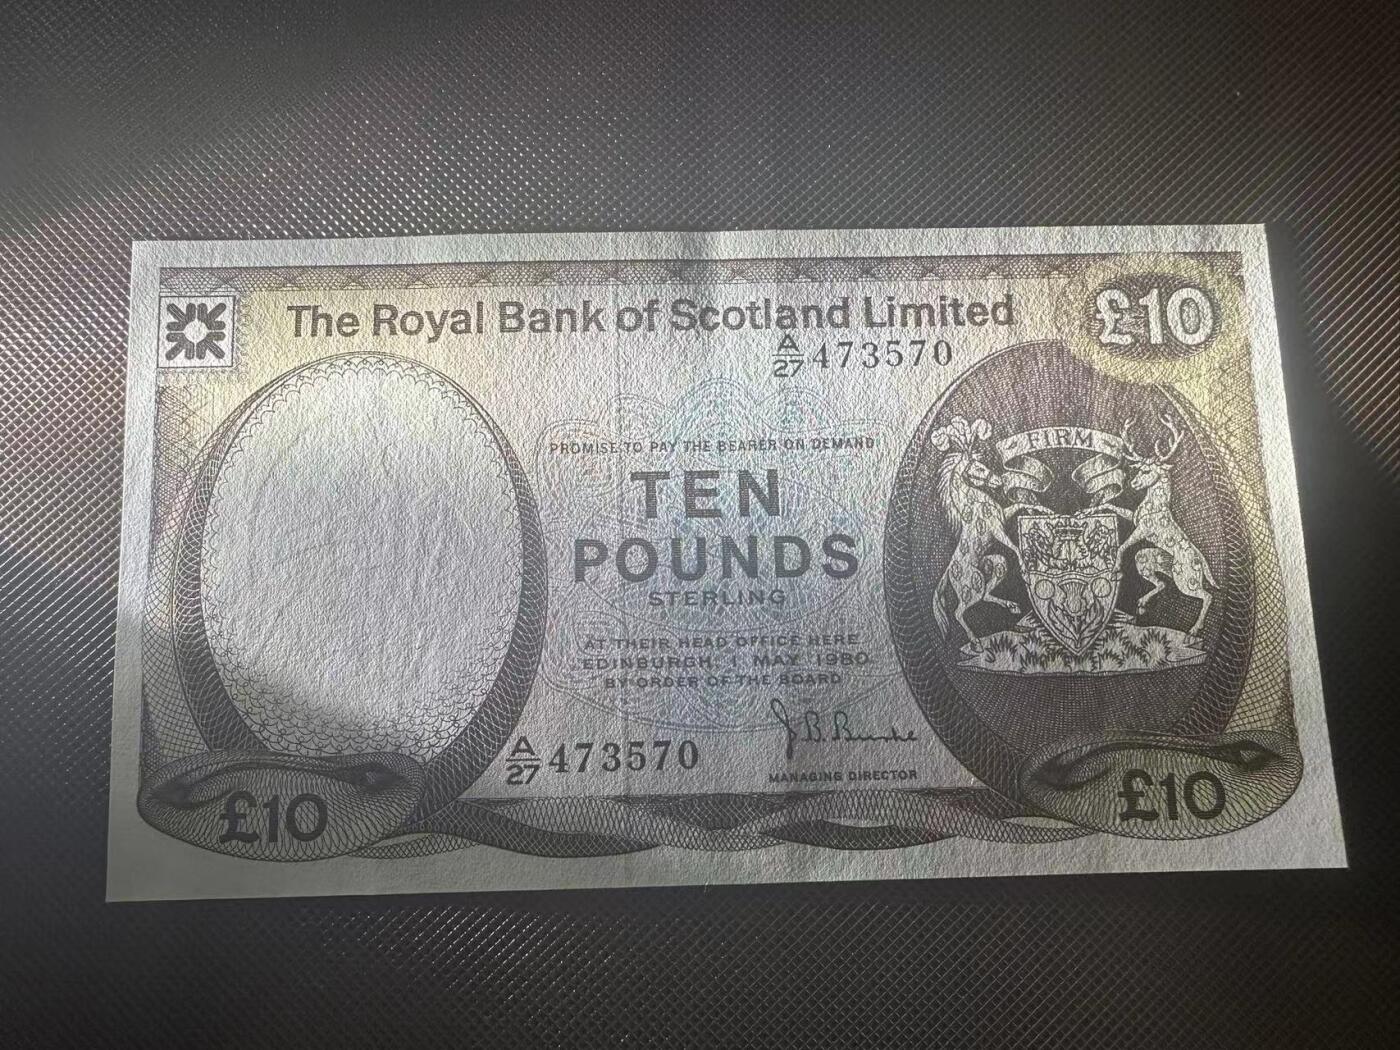 The Royal Bank of Scotland Limited
£10
A/27 473570
FIRM
PROMISE TO PAY THE BEARER ON DEMAND
TEN
POUNDS
STERLING
AT THEIR HEAD OFFICE HERE
EDINBURGH, 1 MAY 1980
BY ORDER OF THE BOARD
J.B. Burke
A/27 473570
MANAGING DIRECTOR
£10
£10